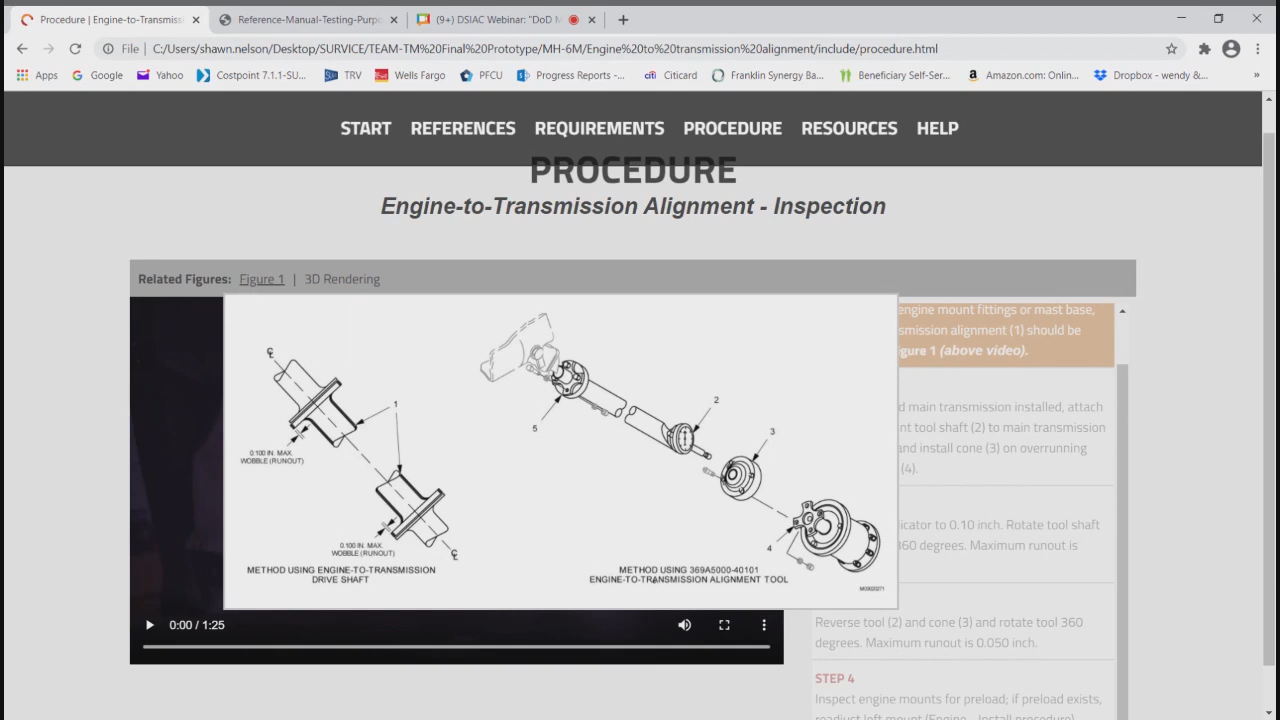 Procedure | Engine-to-Transmiss
Reference-Manual-Testing-Purpo
(9+) DSIAC Webinar: "DoD M
File | C:/Users/shawn.nelson/Desktop/SURVICE/TEAM-TM%20Final%20Prototype/MH-6M/Engine%20to%20transmission%20alignment/include/procedure.html
Apps Google Yahoo Costpoint 7.1.1-SU... TRV Wells Fargo PFCU Progress Reports -... citi Citicard Franklin Synergy Ba... Beneficiary Self-Ser... Amazon.com: Onlin... Dropbox - wendy &... »
START REFERENCES REQUIREMENTS PROCEDURE RESOURCES HELP
PROCEDURE
Engine-to-Transmission Alignment - Inspection
Related Figures: Figure 1 | 3D Rendering
engine mount fittings or mast base,
smission alignment (1) should be
igure 1 (above video).
d main transmission installed, attach
nt tool shaft (2) to main transmission
and install cone (3) on overrunning
(4).
icator to 0.10 inch. Rotate tool shaft
360 degrees. Maximum runout is
Reverse tool (2) and cone (3) and rotate tool 360
degrees. Maximum runout is 0.050 inch.
STEP 4
Inspect engine mounts for preload; if preload exists,
readjust left mount (Engine - Install procedure)
1
0.100 IN. MAX.
WOBBLE (RUNOUT)
0.100 IN. MAX.
WOBBLE (RUNOUT)
METHOD USING ENGINE-TO-TRANSMISSION
DRIVE SHAFT
2
3
5
4
METHOD USING 369A5000-40101
ENGINE-TO-TRANSMISSION ALIGNMENT TOOL
0:00 / 1:25